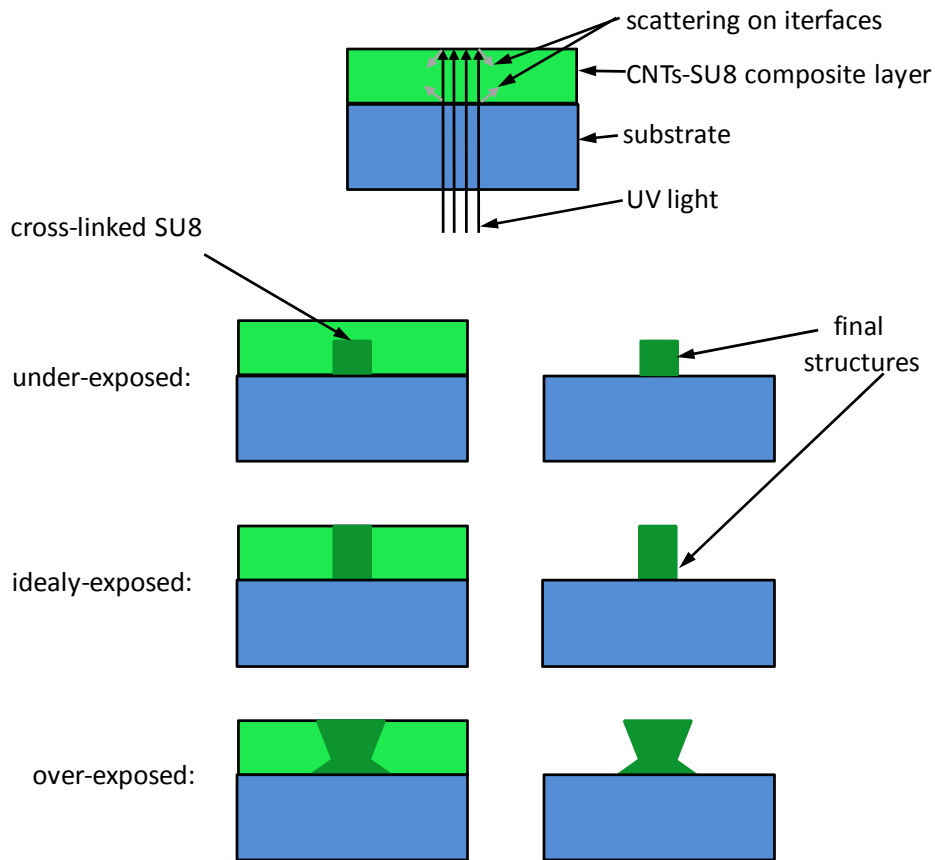 scattering on iterfaces
CNTs-SU8 composite layer
substrate
UV light
cross-linked SU8
final
structures
under-exposed:
idealy-exposed:
over-exposed: